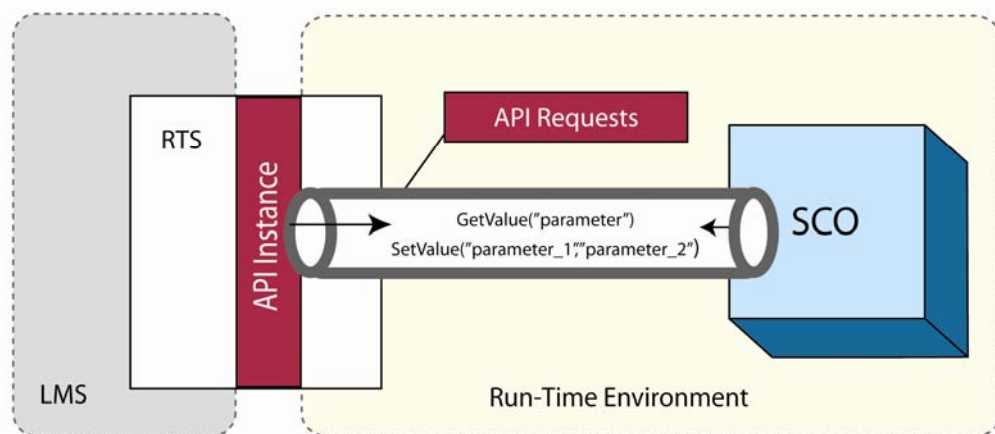 API Requests
RTS
API Instance
GetValue("parameter")
SetValue("parameter_1","parameter_2")
SCO
LMS
Run-Time Environment